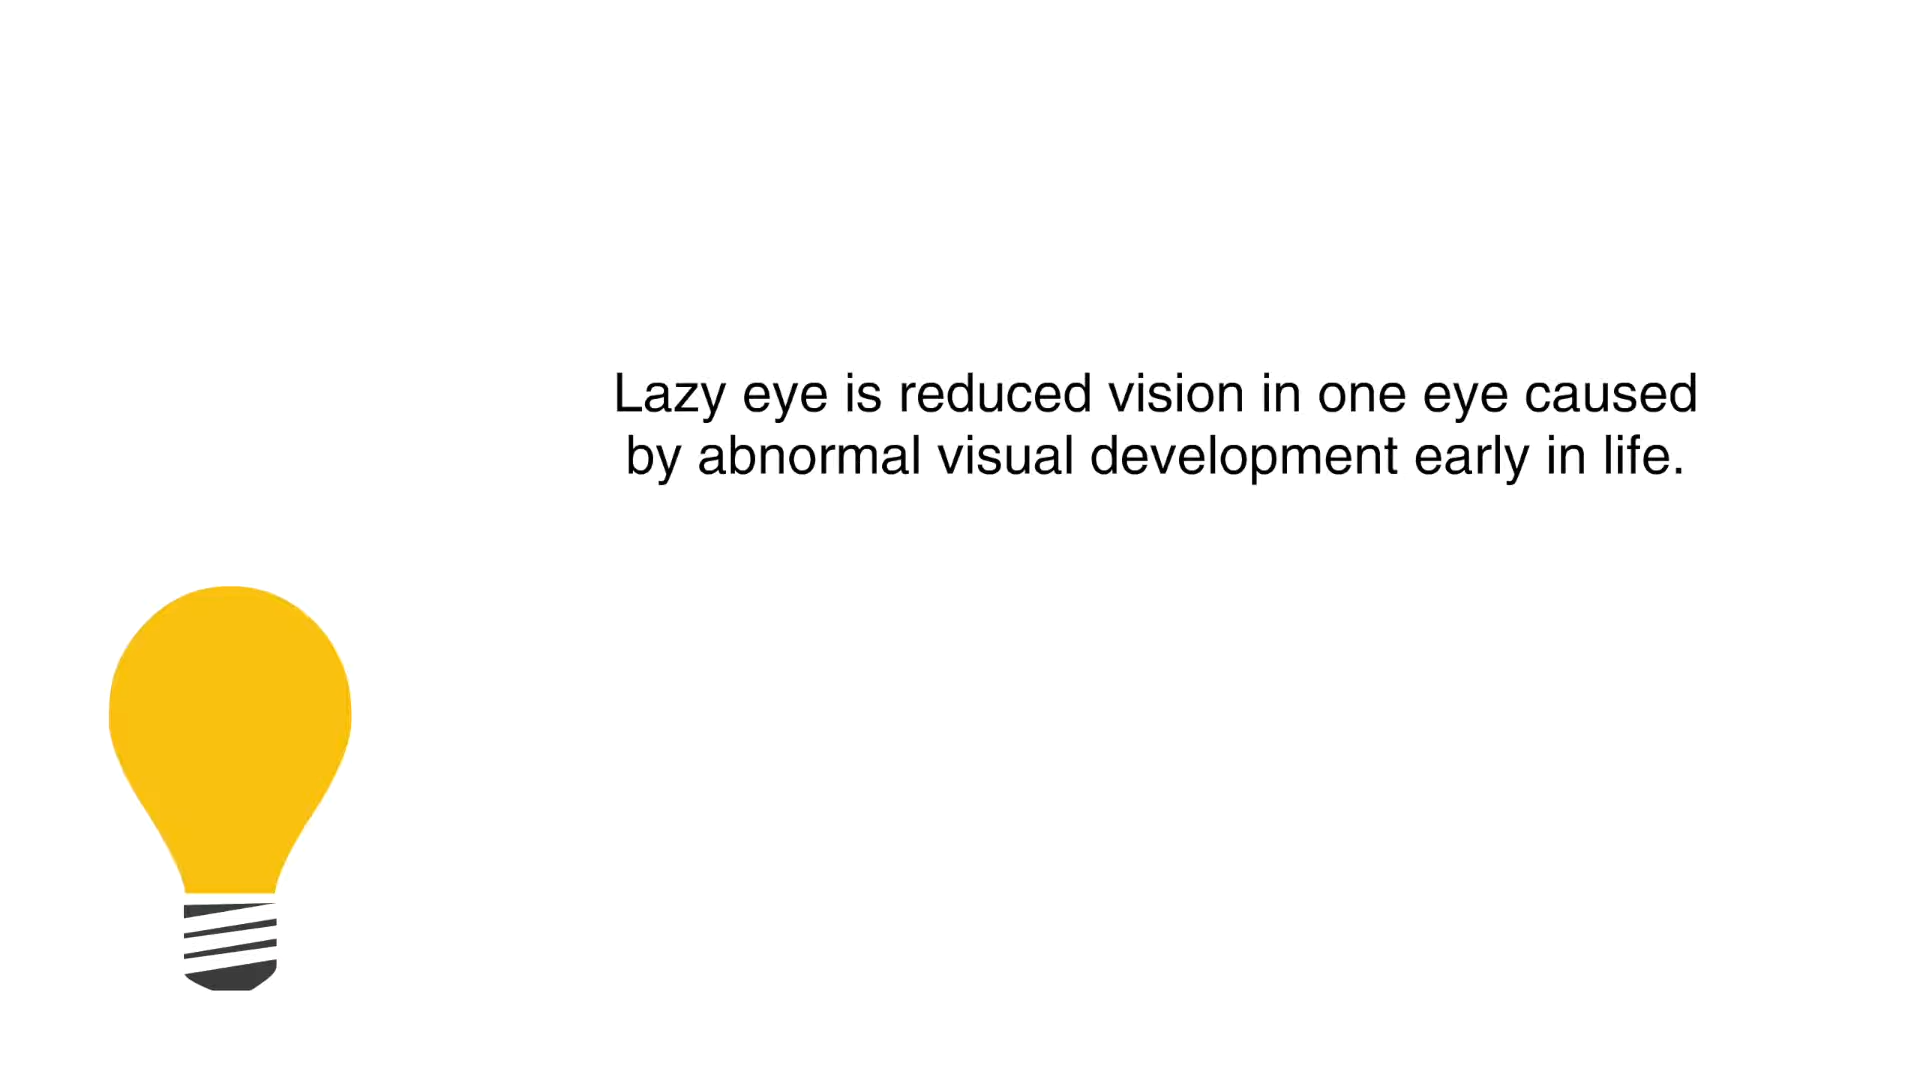 Lazy eye is reduced vision in one eye caused
by abnormal visual development early in life.